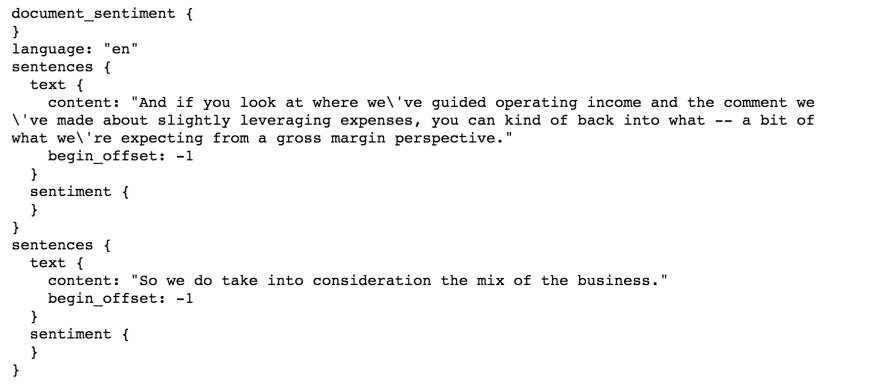 document_sentiment {
}
language: "en"
sentences {
  text {
    content: "And if you look at where we\'ve guided operating income and the comment we
\'ve made about slightly leveraging expenses, you can kind of back into what -- a bit of
what we\'re expecting from a gross margin perspective."
    begin_offset: -1
  }
  sentiment {
  }
}
sentences {
  text {
    content: "So we do take into consideration the mix of the business."
    begin_offset: -1
  }
  sentiment {
  }
}